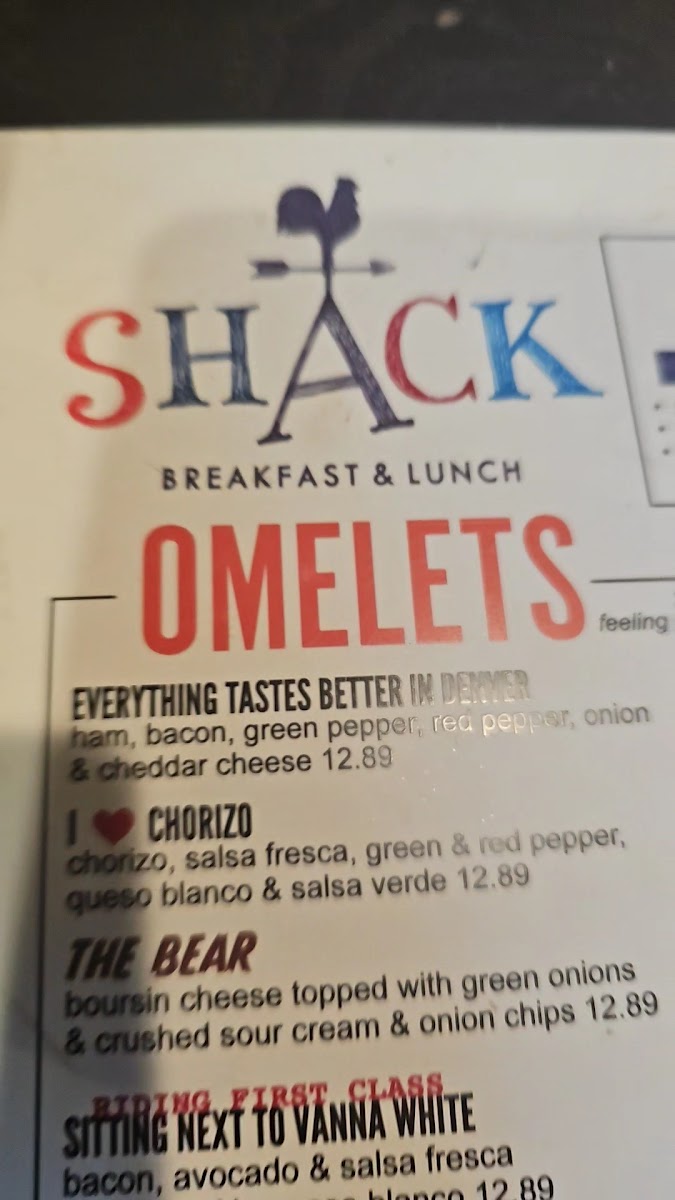 SHACK
BREAKFAST & LUNCH
OMELETS
feeling
EVERYTHING TASTES BETTER IN DENVER
ham, bacon, green pepper, red pepper, onion
& cheddar cheese 12.89
I ❤ CHORIZO
chorizo, salsa fresca, green & red pepper,
queso blanco & salsa verde 12.89
THE BEAR
boursin cheese topped with green onions
& crushed sour cream & onion chips 12.89
RIDING FIRST CLASS
SITTING NEXT TO VANNA WHITE
bacon, avocado & salsa fresca
blanco 12.89